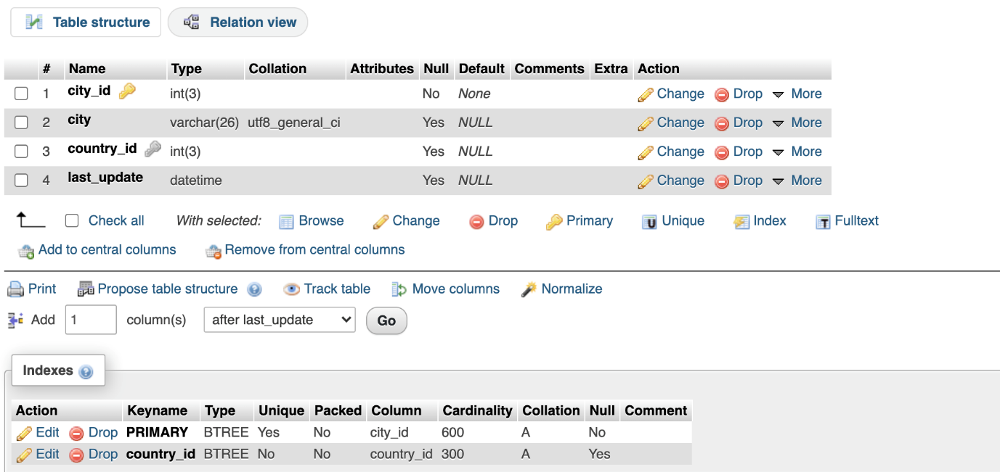 Table structure Relation view
# Name Type Collation Attributes Null Default Comments Extra Action
1 city_id int(3) No None Change Drop More
2 city varchar(26) utf8_general_ci Yes NULL Change Drop More
3 country_id int(3) Yes NULL Change Drop More
4 last_update datetime Yes NULL Change Drop More
Check all With selected: Browse Change Drop Primary Unique Index Fulltext
Add to central columns Remove from central columns
Print Propose table structure Track table Move columns Normalize
Add 1 column(s) after last_update Go
Indexes
Action Keyname Type Unique Packed Column Cardinality Collation Null Comment
Edit Drop PRIMARY BTREE Yes No city_id 600 A No
Edit Drop country_id BTREE No No country_id 300 A Yes